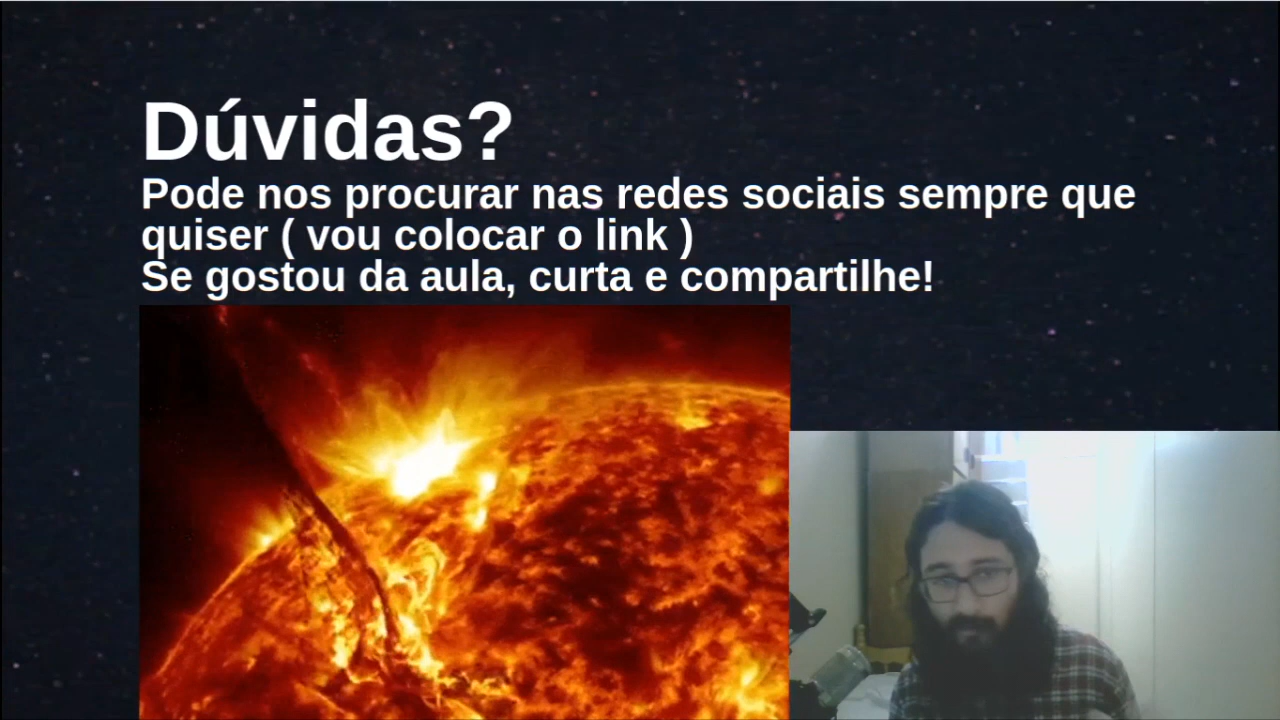 Dúvidas?
Pode nos procurar nas redes sociais sempre que
quiser ( vou colocar o link )
Se gostou da aula, curta e compartilhe!